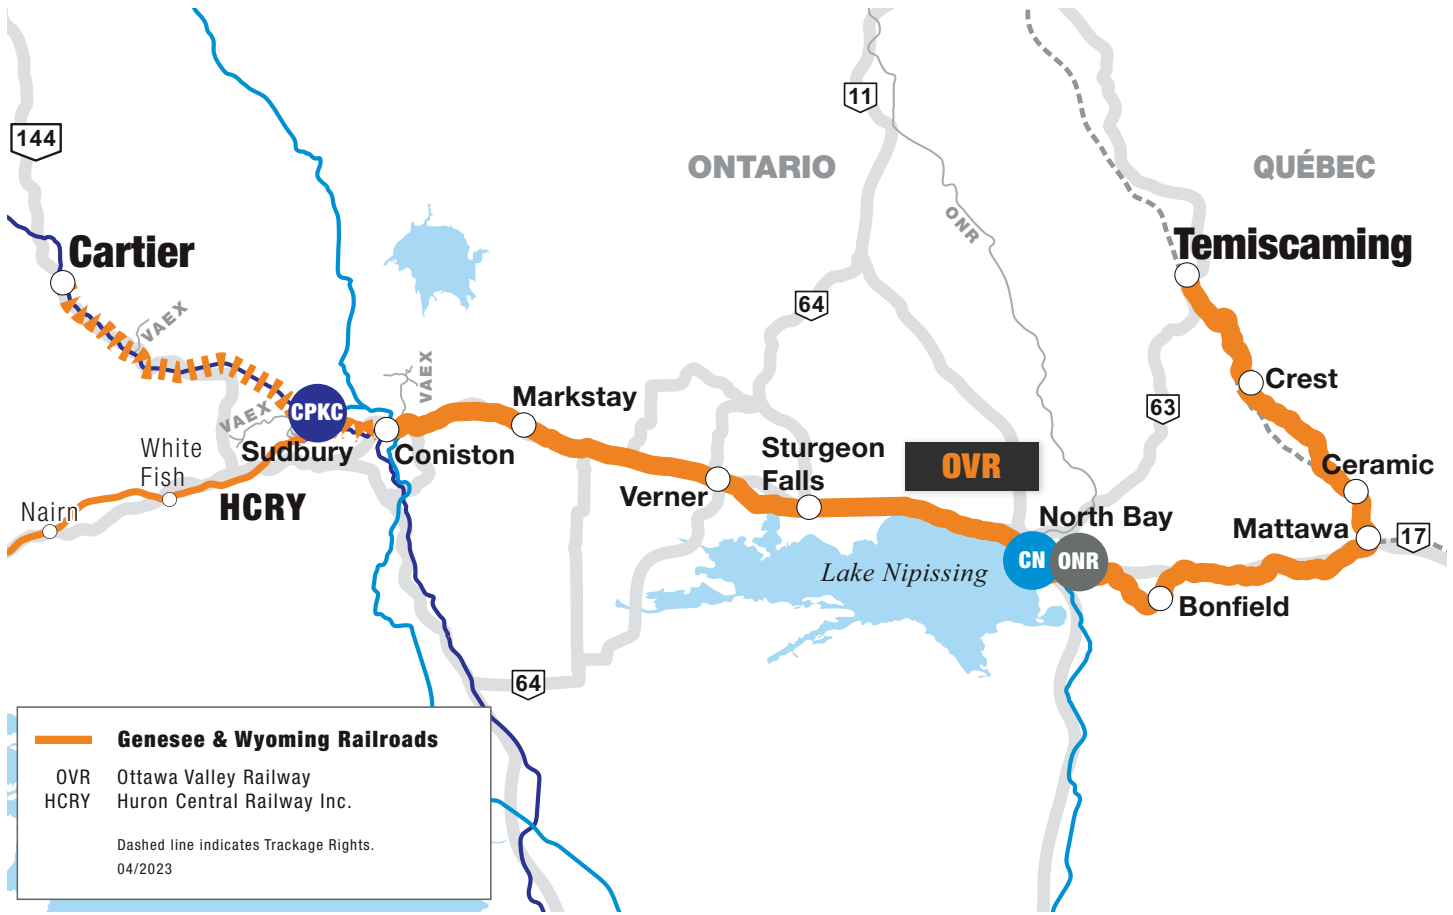 144
11
ONTARIO
QUÉBEC
ONR
Cartier
Temiscaming
VAEX
64
VAEX
Crest
Markstay
63
CPKC
VAEX
White
Fish
Sudbury
Coniston
Sturgeon
Falls
OVR
Ceramic
Verner
Nairn
HCRY
North Bay
Mattawa
17
CN
ONR
Lake Nipissing
Bonfield
64
Genesee & Wyoming Railroads
OVR Ottawa Valley Railway
HCRY Huron Central Railway Inc.
Dashed line indicates Trackage Rights.
04/2023